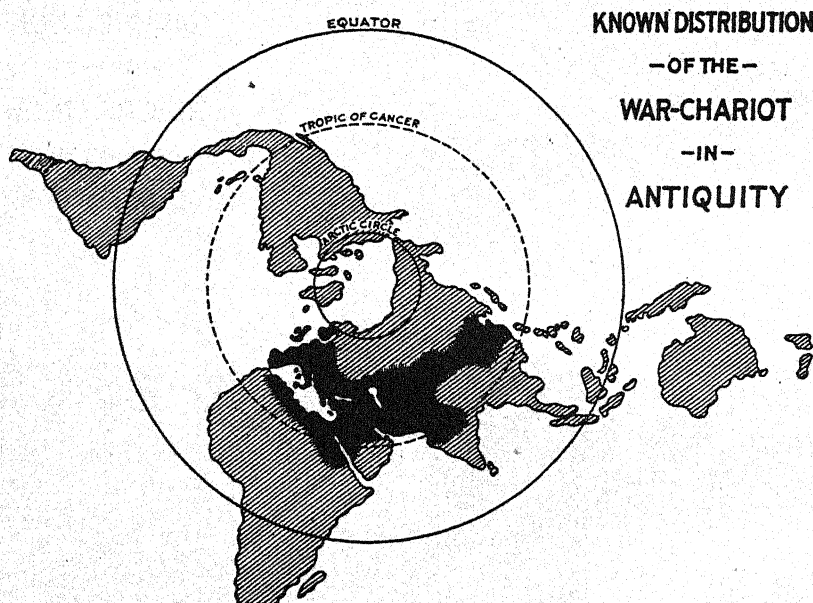 KNOWN DISTRIBUTION
-OF THE-
WAR-CHARIOT
-IN-
ANTIQUITY
EQUATOR
TROPIC OF CANCER
ARCTIC CIRCLE